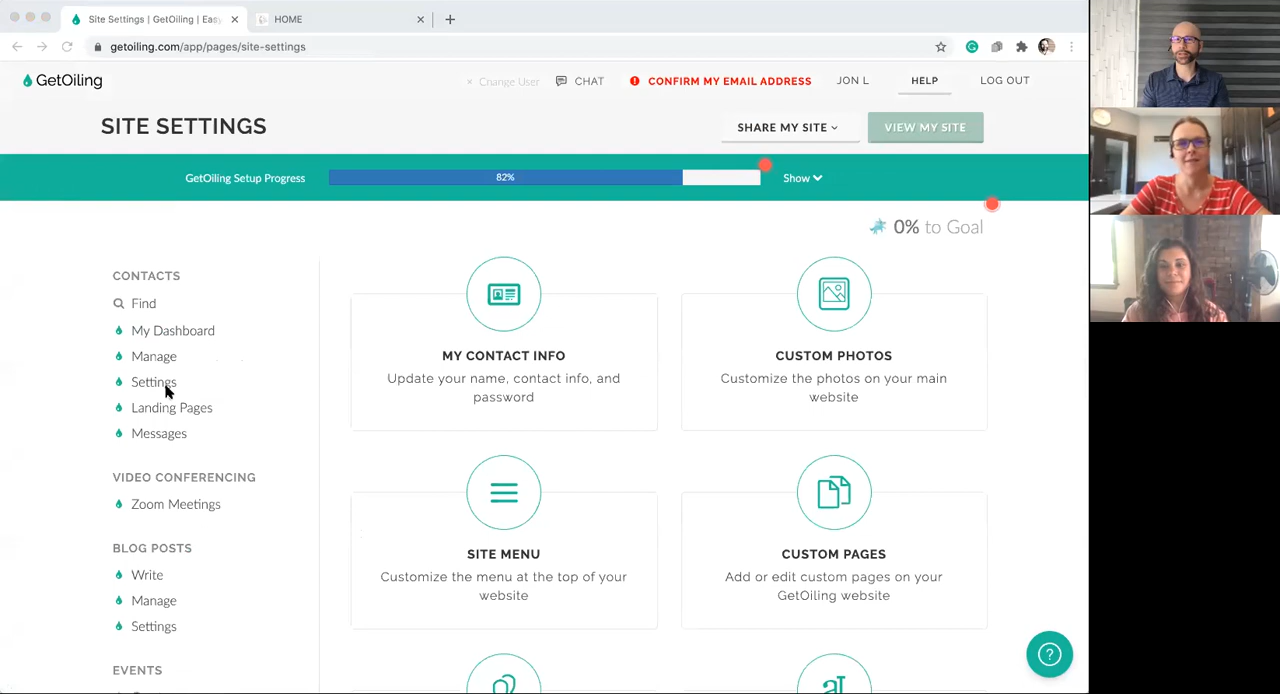 Site Settings | GetOiling | Easy
HOME
getoiling.com/app/pages/site-settings
GetOiling
× Change User
CHAT
CONFIRM MY EMAIL ADDRESS
JON L
HELP
LOG OUT
SITE SETTINGS
SHARE MY SITE
VIEW MY SITE
GetOiling Setup Progress
82%
Show
0% to Goal
CONTACTS
Find
My Dashboard
Manage
Settings
Landing Pages
Messages
VIDEO CONFERENCING
Zoom Meetings
BLOG POSTS
Write
Manage
Settings
EVENTS
MY CONTACT INFO
Update your name, contact info, and
password
CUSTOM PHOTOS
Customize the photos on your main
website
SITE MENU
Customize the menu at the top of your
website
CUSTOM PAGES
Add or edit custom pages on your
GetOiling website